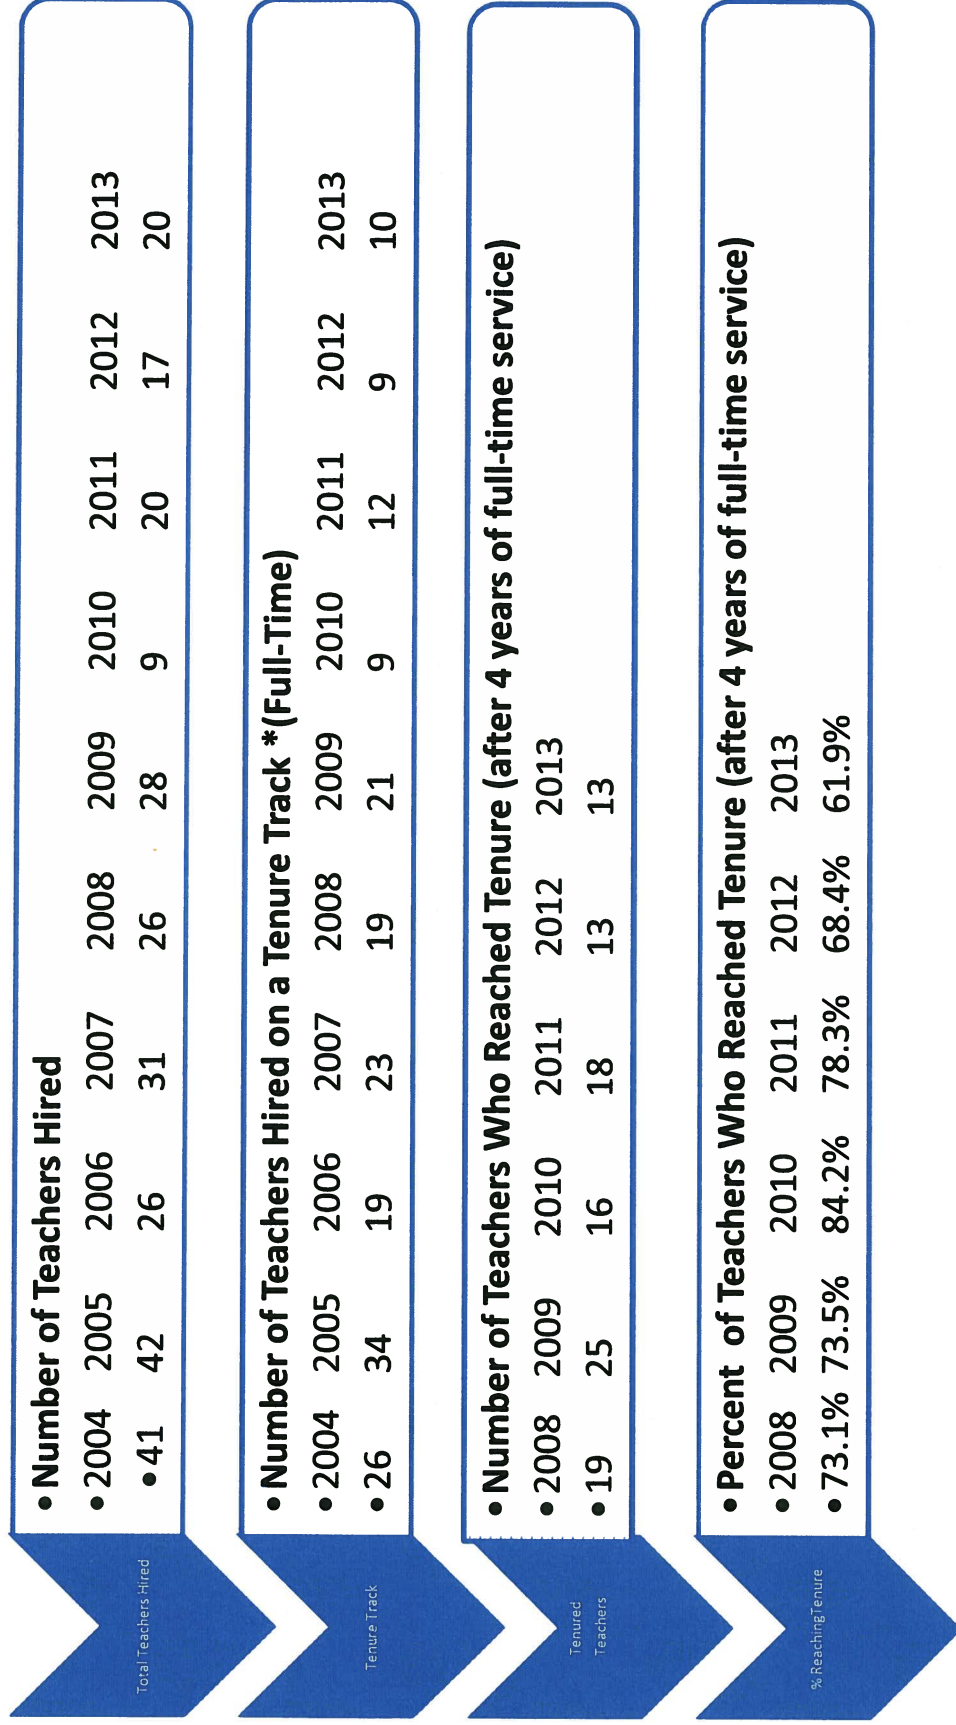 Total Teachers Hired
•Number of Teachers Hired
•2004 2005 2006 2007 2008 2009 2010 2011 2012 2013
•41 42 26 31 26 28 9 20 17 20
Tenure Track
•Number of Teachers Hired on a Tenure Track *(Full-Time)
•2004 2005 2006 2007 2008 2009 2010 2011 2012 2013
•26 34 19 23 19 21 9 12 9 10
Tenured
Teachers
•Number of Teachers Who Reached Tenure (after 4 years of full-time service)
•2008 2009 2010 2011 2012 2013
•19 25 16 18 13 13
% ReachingTenure
•Percent of Teachers Who Reached Tenure (after 4 years of full-time service)
•2008 2009 2010 2011 2012 2013
•73.1% 73.5% 84.2% 78.3% 68.4% 61.9%